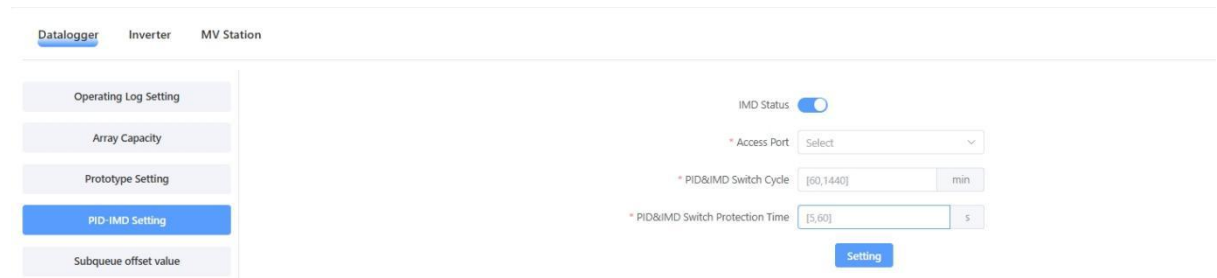 Datalogger Inverter MV Station
Operating Log Setting
Array Capacity
Prototype Setting
PID-IMD Setting
Subqueue offset value
IMD Status
* Access Port Select
* PID&IMD Switch Cycle [60,1440] min
* PID&IMD Switch Protection Time [5,60] s
Setting